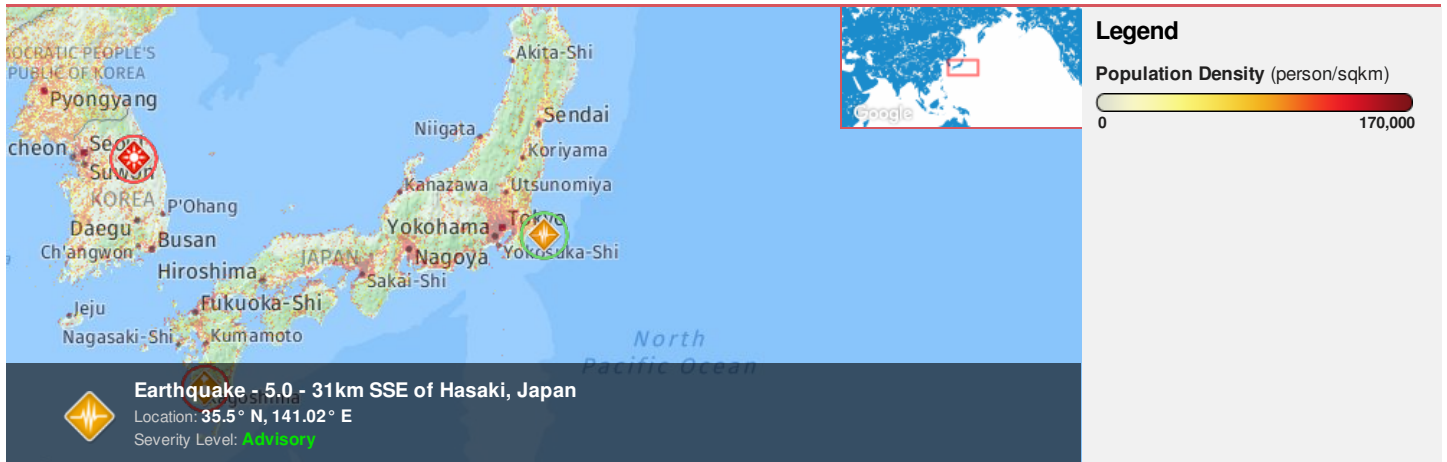 Akita-Shi
OCRATIC PEOPLE'S
PUBLIC OF KOREA
Pyongyang
Sendai
Niigata
Koriyama
cheon
Seoul
Suwon
Kanazawa
Utsunomiya
KOREA
P'Ohang
Tokyo
Daegu
Yokohama
Busan
Ch'angwon
JAPAN
Nagoya
Yokosuka-Shi
Hiroshima
Sakai-Shi
Jeju
Fukuoka-Shi
Nagasaki-Shi
Kumamoto
North
Pacific Ocean
Kagoshima
Google
Earthquake - 5.0 - 31km SSE of Hasaki, Japan
Location: 35.5° N, 141.02° E
Severity Level: Advisory
Legend
Population Density (person/sqkm)
0
170,000